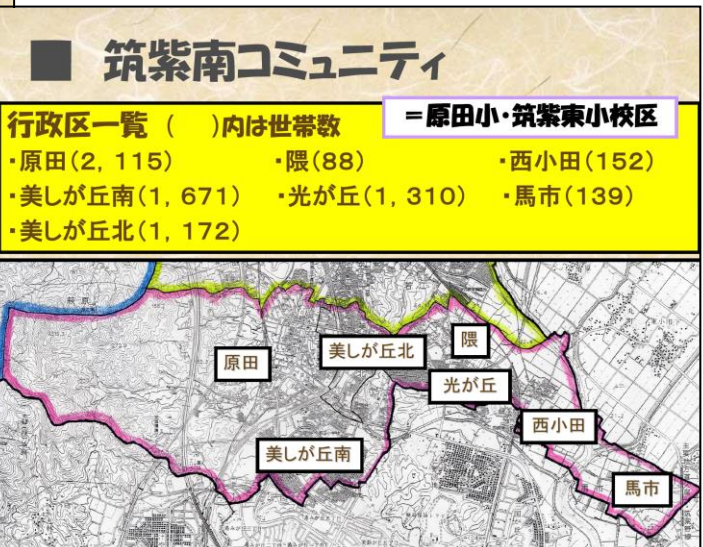 ■ 筑紫南コミュニティ
行政区一覧 （　）内は世帯数
＝原田小・筑紫東小校区
・原田(2, 115)　・隈(88)　・西小田(152)
・美しが丘南(1, 671)　・光が丘(1, 310)　・馬市(139)
・美しが丘北(1, 172)
原田
美しが丘北
隈
光が丘
西小田
美しが丘南
馬市